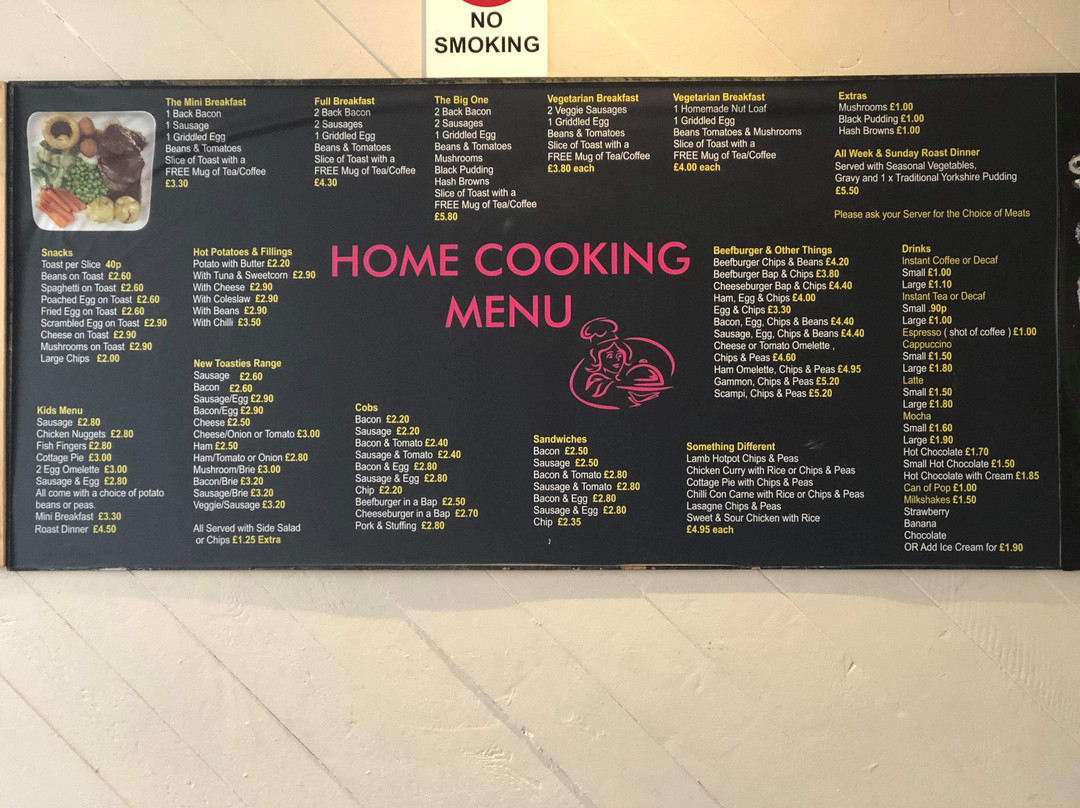 NO
SMOKING
The Mini Breakfast
1 Back Bacon
1 Sausage
1 Griddled Egg
Beans & Tomatoes
Slice of Toast with a
FREE Mug of Tea/Coffee
£3.30
Full Breakfast
2 Back Bacon
2 Sausages
1 Griddled Egg
Beans & Tomatoes
Slice of Toast with a
FREE Mug of Tea/Coffee
£4.30
The Big One
2 Back Bacon
2 Sausages
1 Griddled Egg
Beans & Tomatoes
Mushrooms
Black Pudding
Hash Browns
Slice of Toast with a
FREE Mug of Tea/Coffee
£5.80
Vegetarian Breakfast
2 Veggie Sausages
1 Griddled Egg
Beans & Tomatoes
Slice of Toast with a
FREE Mug of Tea/Coffee
£3.80 each
Vegetarian Breakfast
1 Homemade Nut Loaf
1 Griddled Egg
Beans Tomatoes & Mushrooms
Slice of Toast with a
FREE Mug of Tea/Coffee
£4.00 each
Extras
Mushrooms £1.00
Black Pudding £1.00
Hash Browns £1.00
All Week & Sunday Roast Dinner
Served with Seasonal Vegetables,
Gravy and 1 x Traditional Yorkshire Pudding
£5.50
Please ask your Server for the Choice of Meats
HOME COOKING
MENU
Snacks
Toast per Slice 40p
Beans on Toast £2.60
Spaghetti on Toast £2.60
Poached Egg on Toast £2.60
Fried Egg on Toast £2.60
Scrambled Egg on Toast £2.90
Cheese on Toast £2.90
Mushrooms on Toast £2.90
Large Chips £2.00
Kids Menu
Sausage £2.80
Chicken Nuggets £2.80
Fish Fingers £2.80
Cottage Pie £3.00
2 Egg Omelette £3.00
Sausage & Egg £2.80
All come with a choice of potato
beans or peas.
Mini Breakfast £3.30
Roast Dinner £4.50
Hot Potatoes & Fillings
Potato with Butter £2.20
With Tuna & Sweetcorn £2.90
With Cheese £2.90
With Coleslaw £2.90
With Beans £2.90
With Chilli £3.50
New Toasties Range
Sausage £2.60
Bacon £2.60
Sausage/Egg £2.90
Bacon/Egg £2.90
Cheese £2.50
Cheese/Onion or Tomato £3.00
Ham £2.50
Ham/Tomato or Onion £2.80
Mushroom/Brie £3.00
Bacon/Brie £3.20
Sausage/Brie £3.20
Veggie/Sausage £3.20
All Served with Side Salad
or Chips £1.25 Extra
Cobs
Bacon £2.20
Sausage £2.20
Bacon & Tomato £2.40
Sausage & Tomato £2.40
Bacon & Egg £2.80
Sausage & Egg £2.80
Chip £2.20
Beefburger in a Bap £2.50
Cheeseburger in a Bap £2.70
Pork & Stuffing £2.80
Sandwiches
Bacon £2.50
Sausage £2.50
Bacon & Tomato £2.80
Sausage & Tomato £2.80
Bacon & Egg £2.80
Sausage & Egg £2.80
Chip £2.35
Beefburger & Other Things
Beefburger Chips & Beans £4.20
Beefburger Bap & Chips £3.80
Cheeseburger Bap & Chips £4.40
Ham, Egg & Chips £4.00
Egg & Chips £3.30
Bacon, Egg, Chips & Beans £4.40
Sausage, Egg, Chips & Beans £4.40
Cheese or Tomato Omelette ,
Chips & Peas £4.60
Ham Omelette, Chips & Peas £4.95
Gammon, Chips & Peas £5.20
Scampi, Chips & Peas £5.20
Something Different
Lamb Hotpot Chips & Peas
Chicken Curry with Rice or Chips & Peas
Cottage Pie with Chips & Peas
Chilli Con Carne with Rice or Chips & Peas
Lasagne Chips & Peas
Sweet & Sour Chicken with Rice
£4.95 each
Drinks
Instant Coffee or Decaf
Small £1.00
Large £1.10
Instant Tea or Decaf
Small .90p
Large £1.00
Espresso ( shot of coffee ) £1.00
Cappuccino
Small £1.50
Large £1.80
Latte
Small £1.50
Large £1.80
Mocha
Small £1.60
Large £1.90
Hot Chocolate £1.70
Small Hot Chocolate £1.50
Hot Chocolate with Cream £1.85
Can of Pop £1.00
Milkshakes £1.50
Strawberry
Banana
Chocolate
OR Add Ice Cream for £1.90